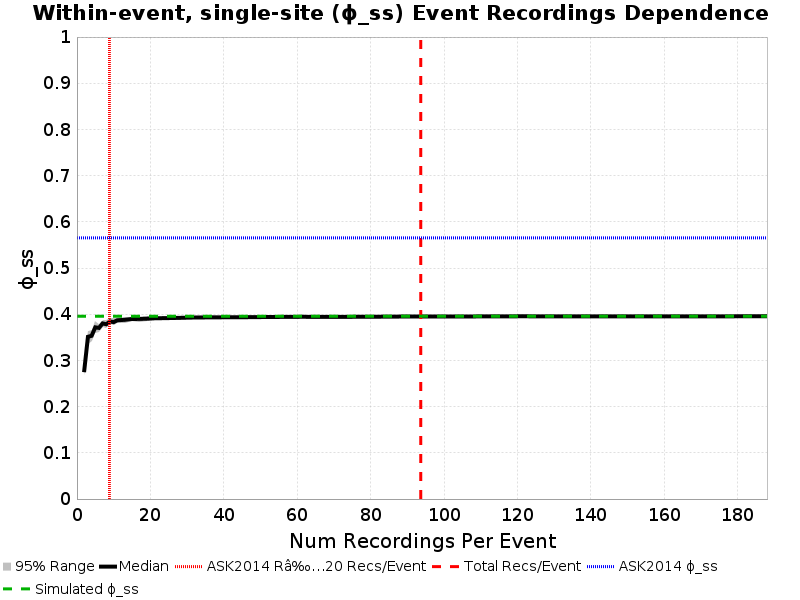 Within-event, single-site (ϕ_ss) Event Recordings Dependence
1
0.9
0.8
0.7
0.6
0.5
0.4
0.3
0.2
0.1
0
ϕ_ss
0 20 40 60 80 100 120 140 160 180
Num Recordings Per Event
95% Range Median ASK2014 Râ‰…20 Recs/Event Total Recs/Event ASK2014 ϕ_ss
Simulated ϕ_ss